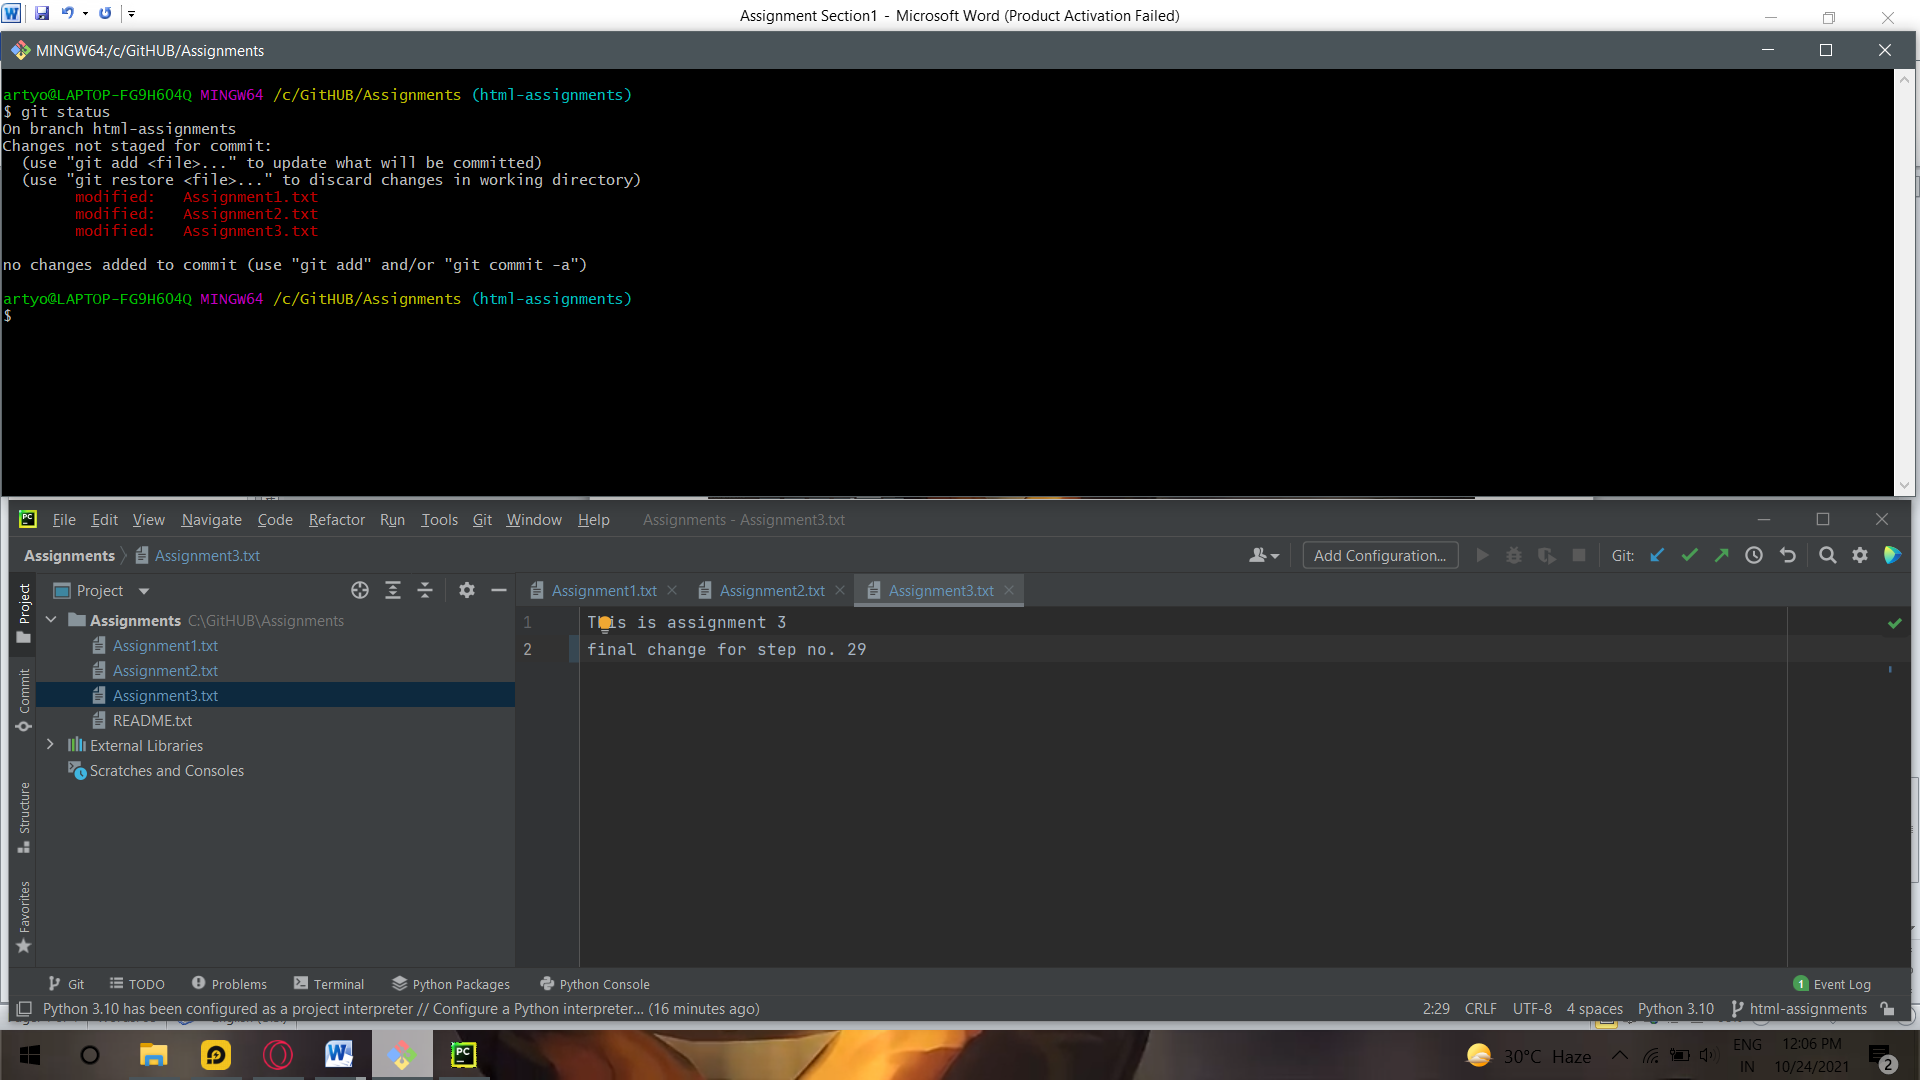 Assignment Section1 - Microsoft Word (Product Activation Failed)
MINGW64:/c/GitHUB/Assignments
artyo@LAPTOP-FG9H6O4Q MINGW64 /c/GitHUB/Assignments (html-assignments)
$ git status
On branch html-assignments
Changes not staged for commit:
(use "git add <file>..." to update what will be committed)
(use "git restore <file>..." to discard changes in working directory)
modified: Assignment1.txt
modified: Assignment2.txt
modified: Assignment3.txt
no changes added to commit (use "git add" and/or "git commit -a")
artyo@LAPTOP-FG9H6O4Q MINGW64 /c/GitHUB/Assignments (html-assignments)
$
PC File Edit View Navigate Code Refactor Run Tools Git Window Help Assignments - Assignment3.txt
Assignments Assignment3.txt Add Configuration... Git:
Project Project Assignment1.txt Assignment2.txt Assignment3.txt
Assignments C:\GitHUB\Assignments
Assignment1.txt
Assignment2.txt
Assignment3.txt
README.txt
External Libraries
Scratches and Consoles
Commit
Structure
Favorites
1 This is assignment 3
2 final change for step no. 29
Git TODO Problems Terminal Python Packages Python Console 1 Event Log
Python 3.10 has been configured as a project interpreter // Configure a Python interpreter... (16 minutes ago) 2:29 CRLF UTF-8 4 spaces Python 3.10 html-assignments
PC 30°C Haze ENG IN 12:06 PM 10/24/2021 2